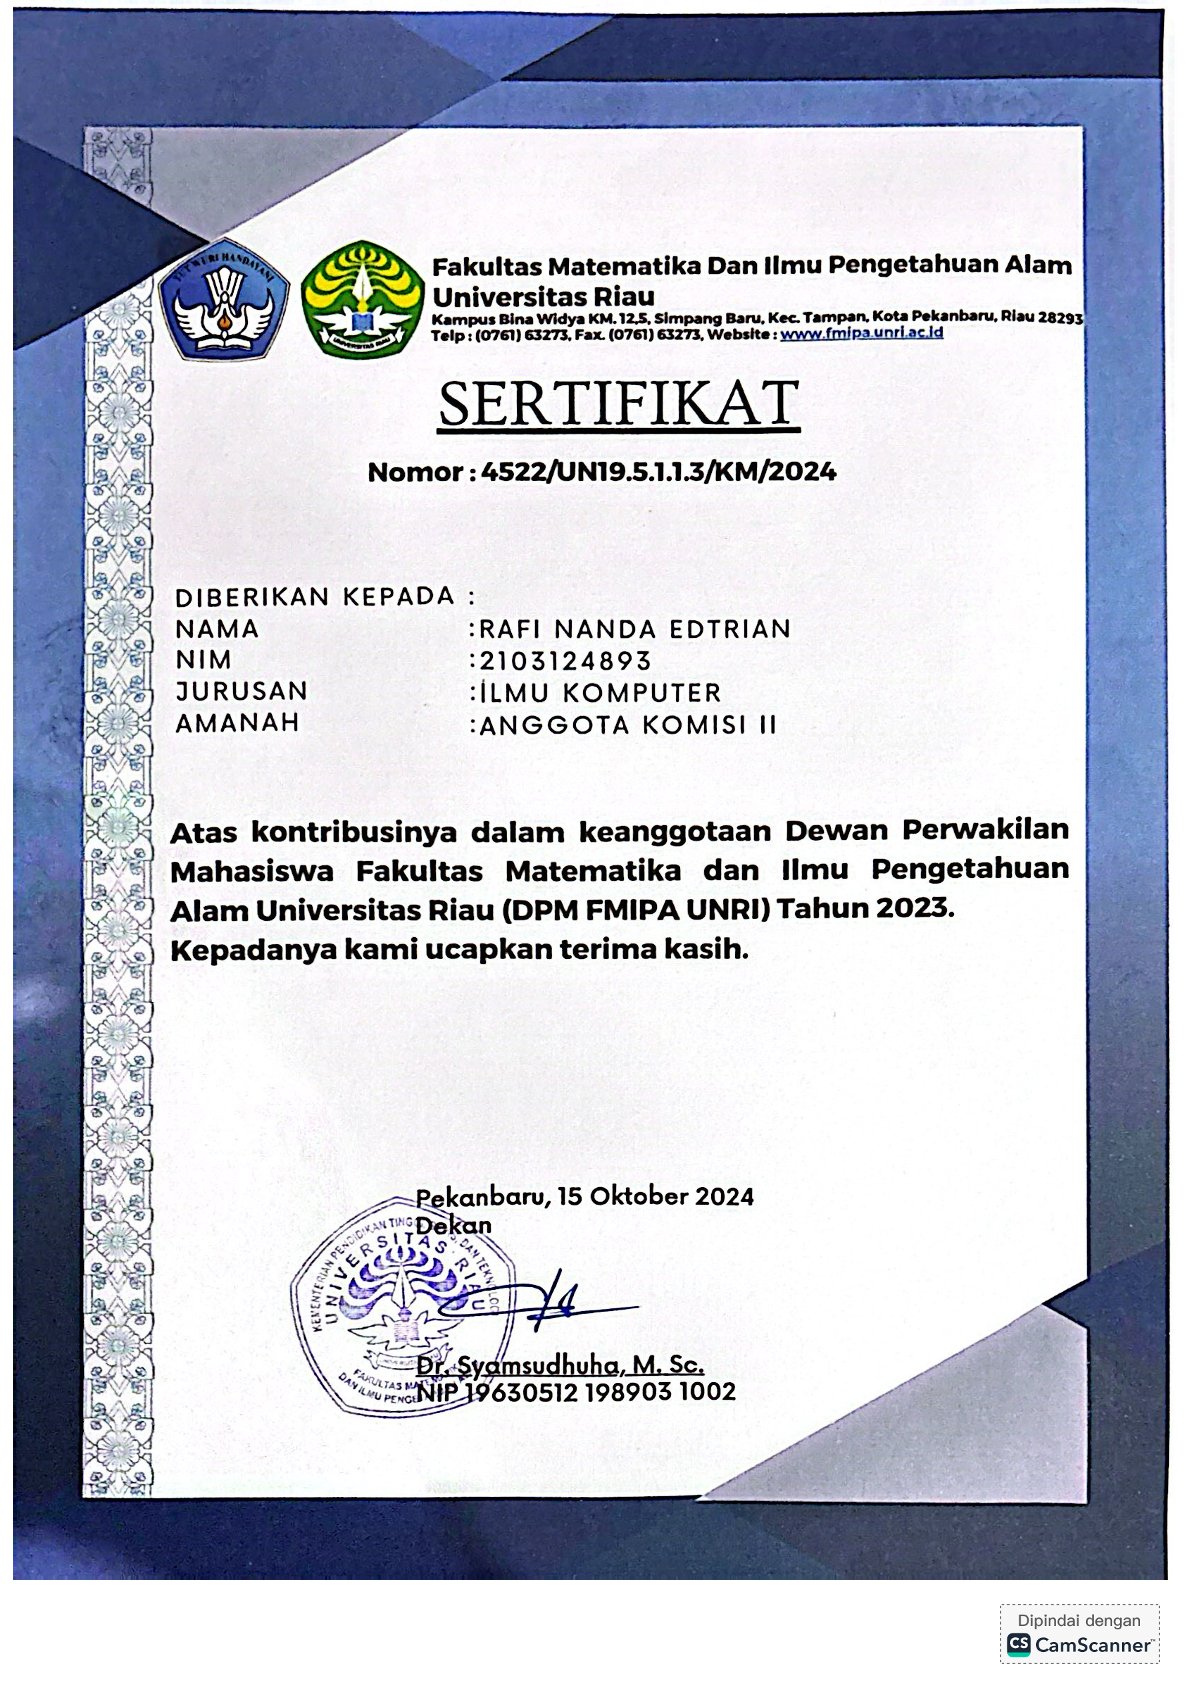 TUT WURI HANDAYANI
UNIVERSITAS RIAU
Fakultas Matematika Dan Ilmu Pengetahuan Alam
Universitas Riau
Kampus Bina Widya KM. 12,5, Simpang Baru, Kec. Tampan, Kota Pekanbaru, Riau 28293
Telp : (0761) 63273, Fax. (0761) 63273, Website : www.fmipa.unri.ac.id
SERTIFIKAT
Nomor : 4522/UN19.5.1.1.3/KM/2024
DIBERIKAN KEPADA :
NAMA :RAFI NANDA EDTRIAN
NIM :2103124893
JURUSAN :ILMU KOMPUTER
AMANAH :ANGGOTA KOMISI II
Atas kontribusinya dalam keanggotaan Dewan Perwakilan
Mahasiswa Fakultas Matematika dan Ilmu Pengetahuan
Alam Universitas Riau (DPM FMIPA UNRI) Tahun 2023.
Kepadanya kami ucapkan terima kasih.
Pekanbaru, 15 Oktober 2024
Dekan
KEMENTERIAN PENDIDIKAN TINGGI DAN TEKNOLOGI
UNIVERSITAS RIAU
FAKULTAS
DAN ILMU
Dr. Syamsudhuha, M. Sc.
NIP 19630512 198903 1002
Dipindai dengan
CS CamScanner